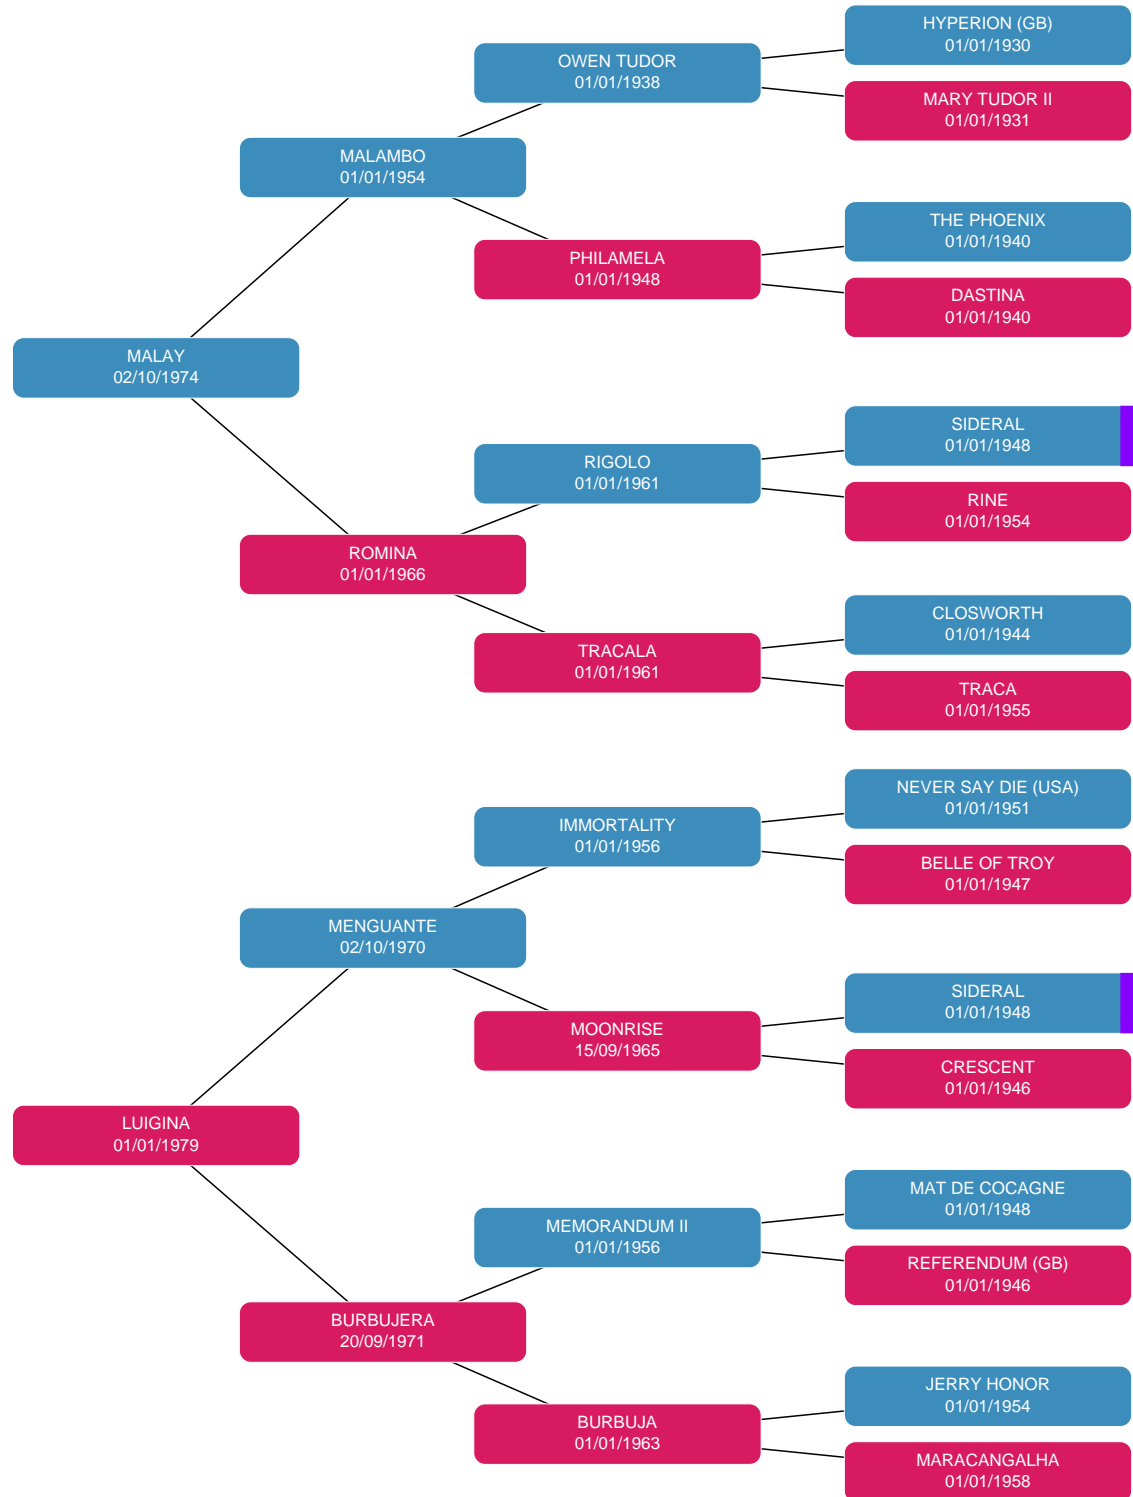 HYPERION (GB)
01/01/1930
OWEN TUDOR
01/01/1938
MARY TUDOR II
01/01/1931
MALAMBO
01/01/1954
THE PHOENIX
01/01/1940
PHILAMELA
01/01/1948
DASTINA
01/01/1940
MALAY
02/10/1974
SIDERAL
01/01/1948
RIGOLO
01/01/1961
RINE
01/01/1954
ROMINA
01/01/1966
CLOSWORTH
01/01/1944
TRACALA
01/01/1961
TRACA
01/01/1955
NEVER SAY DIE (USA)
01/01/1951
IMMORTALITY
01/01/1956
BELLE OF TROY
01/01/1947
MENGUANTE
02/10/1970
SIDERAL
01/01/1948
MOONRISE
15/09/1965
CRESCENT
01/01/1946
LUIGINA
01/01/1979
MAT DE COCAGNE
01/01/1948
MEMORANDUM II
01/01/1956
REFERENDUM (GB)
01/01/1946
BURBUJERA
20/09/1971
JERRY HONOR
01/01/1954
BURBUJA
01/01/1963
MARACANGALHA
01/01/1958